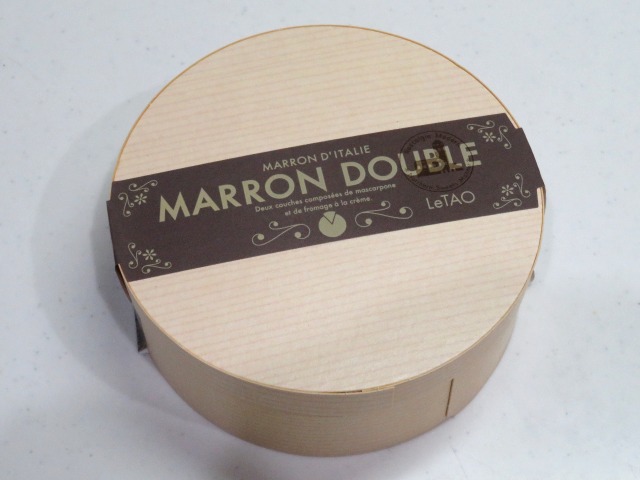 MARRON D'ITALIE
MARRON DOUBLE
Deux couches composées de mascarpone
et de fromage à la crème.
LeTAO